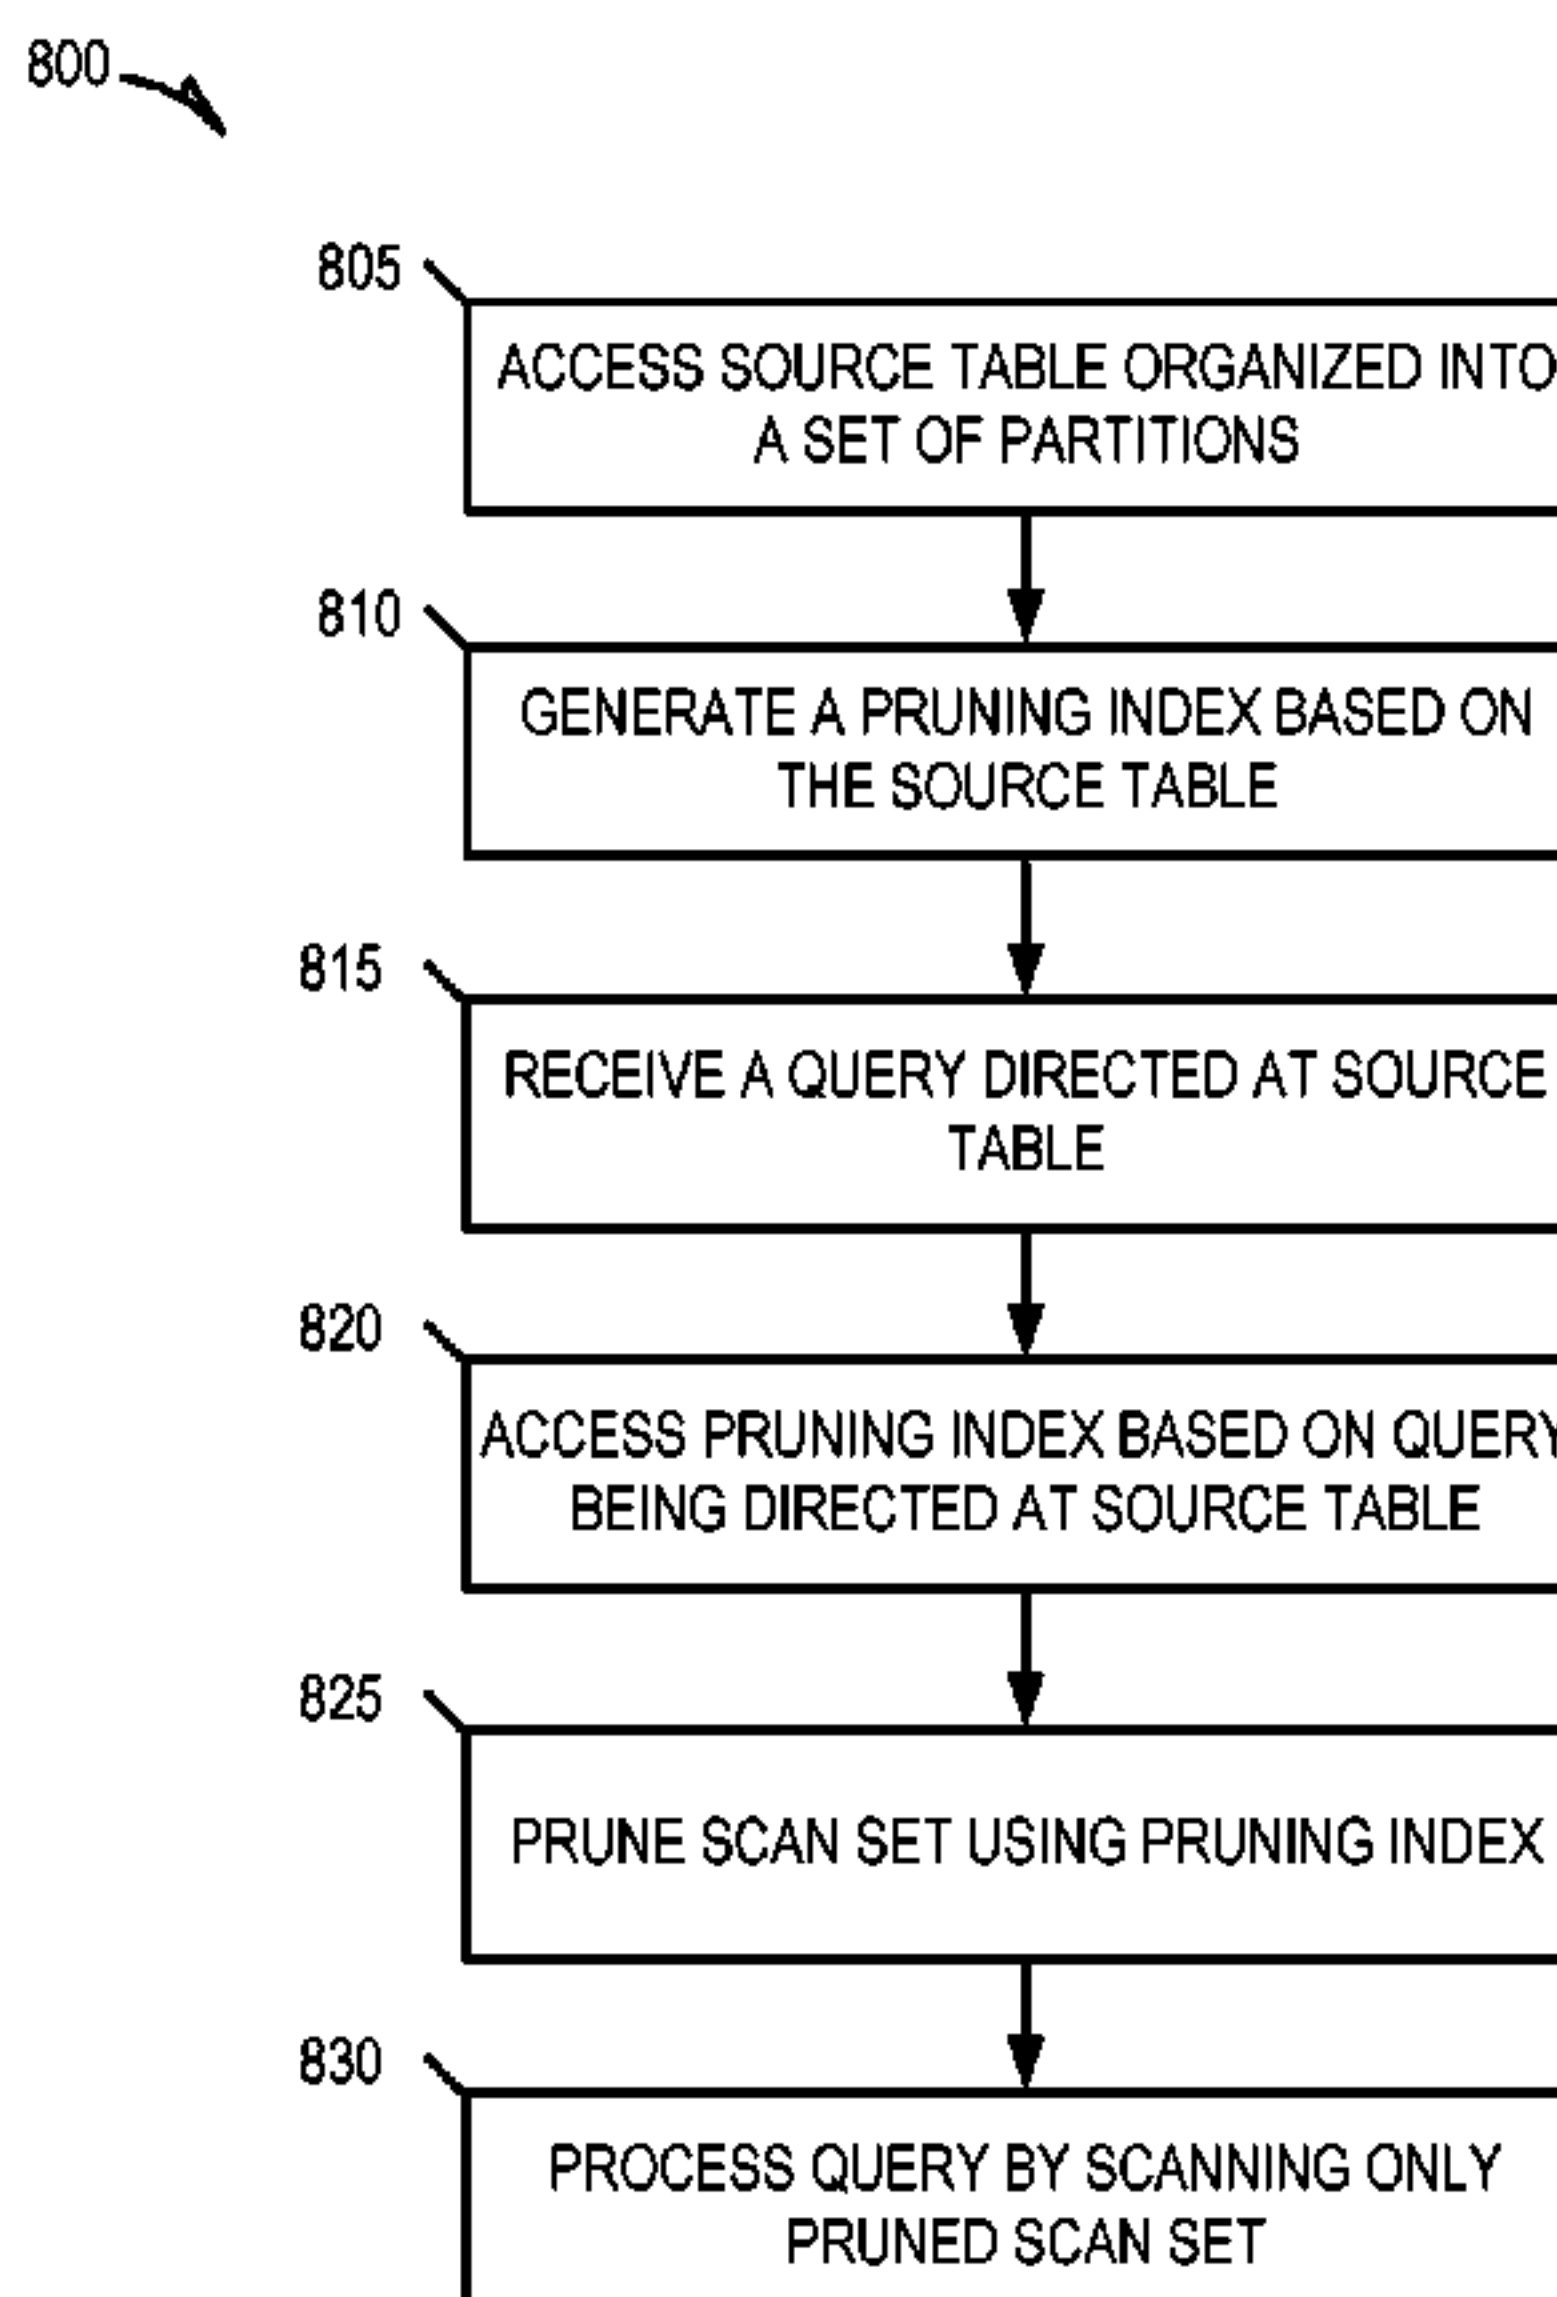 800
805
ACCESS SOURCE TABLE ORGANIZED INTO
A SET OF PARTITIONS
810
GENERATE A PRUNING INDEX BASED ON
THE SOURCE TABLE
815
RECEIVE A QUERY DIRECTED AT SOURCE
TABLE
820
ACCESS PRUNING INDEX BASED ON QUERY
BEING DIRECTED AT SOURCE TABLE
825
PRUNE SCAN SET USING PRUNING INDEX
830
PROCESS QUERY BY SCANNING ONLY
PRUNED SCAN SET